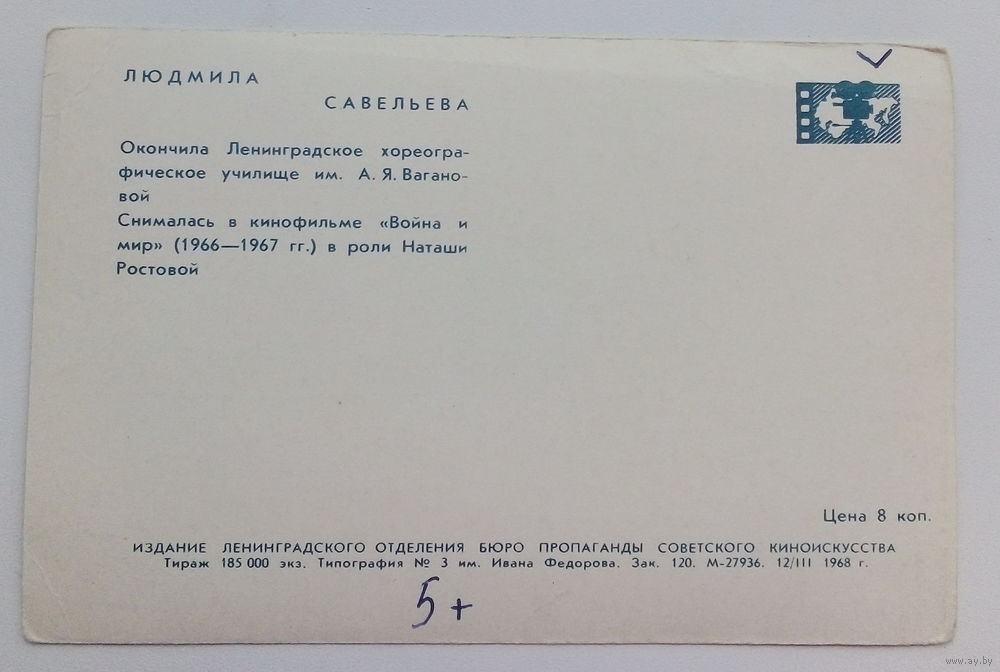 ЛЮДМИЛА
САВЕЛЬЕВА
Окончила Ленинградское хореогра-
фическое училище им. А. Я. Вагано-
вой
Снималась в кинофильме «Война и
мир» (1966—1967 гг.) в роли Наташи
Ростовой
Цена 8 коп.
ИЗДАНИЕ ЛЕНИНГРАДСКОГО ОТДЕЛЕНИЯ БЮРО ПРОПАГАНДЫ СОВЕТСКОГО КИНОИСКУССТВА
Тираж 185 000 экз. Типография № 3 им. Ивана Федорова. Зак. 120. М-27936. 12/III 1968 г.
5+
www.ay.by